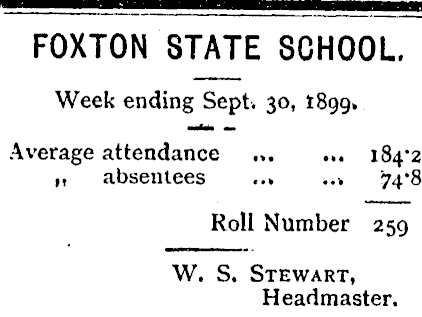 FOXTON STATE SCHOOL.
Week ending Sept. 30, 1899.
Average attendance ... ... 184·2
„ absentees ... ... 74·8
Roll Number 259
W. S. STEWART,
Headmaster.